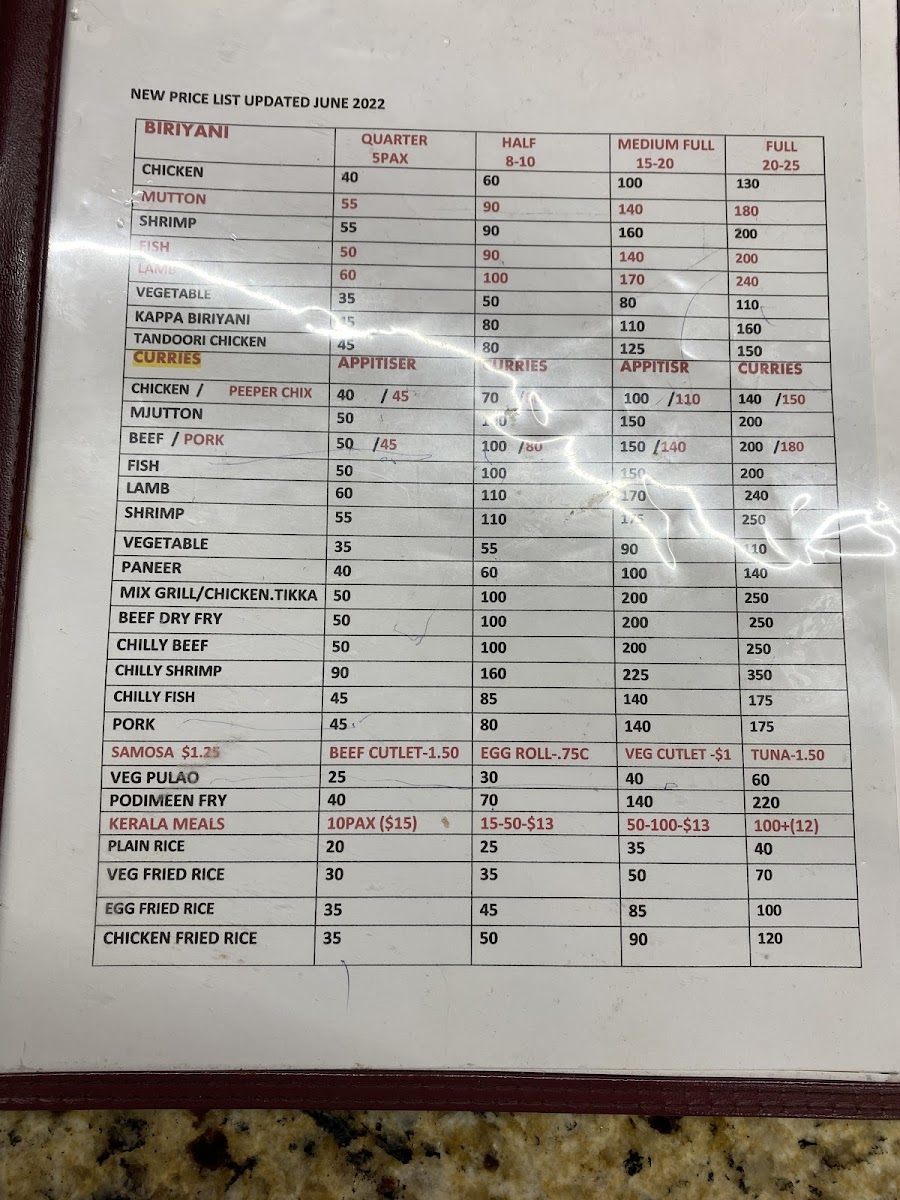 NEW PRICE LIST UPDATED JUNE 2022
BIRIYANI QUARTER 5PAX HALF 8-10 MEDIUM FULL 15-20 FULL 20-25
CHICKEN 40 60 100 130
MUTTON 55 90 140 180
SHRIMP 55 90 160 200
FISH 50 90 140 200
LAMB 60 100 170 240
VEGETABLE 35 50 80 110
KAPPA BIRIYANI 80 110 160
TANDOORI CHICKEN 45 80 125 150
CURRIES APPITISER CURRIES APPITISR CURRIES
CHICKEN / PEEPER CHIX 40 / 45 70 / 100 /110 140 /150
MJUTTON 50 150 200
BEEF / PORK 50 /45 100 /80 150 /140 200 /180
FISH 50 100 150 200
LAMB 60 110 170 240
SHRIMP 55 110 175 250
VEGETABLE 35 55 90 110
PANEER 40 60 100 140
MIX GRILL/CHICKEN.TIKKA 50 100 200 250
BEEF DRY FRY 50 100 200 250
CHILLY BEEF 50 100 200 250
CHILLY SHRIMP 90 160 225 350
CHILLY FISH 45 85 140 175
PORK 45 80 140 175
SAMOSA $1.25 BEEF CUTLET-1.50 EGG ROLL-.75C VEG CUTLET -$1 TUNA-1.50
VEG PULAO 25 30 40 60
PODIMEEN FRY 40 70 140 220
KERALA MEALS 10PAX ($15) 15-50-$13 50-100-$13 100+(12)
PLAIN RICE 20 25 35 40
VEG FRIED RICE 30 35 50 70
EGG FRIED RICE 35 45 85 100
CHICKEN FRIED RICE 35 50 90 120